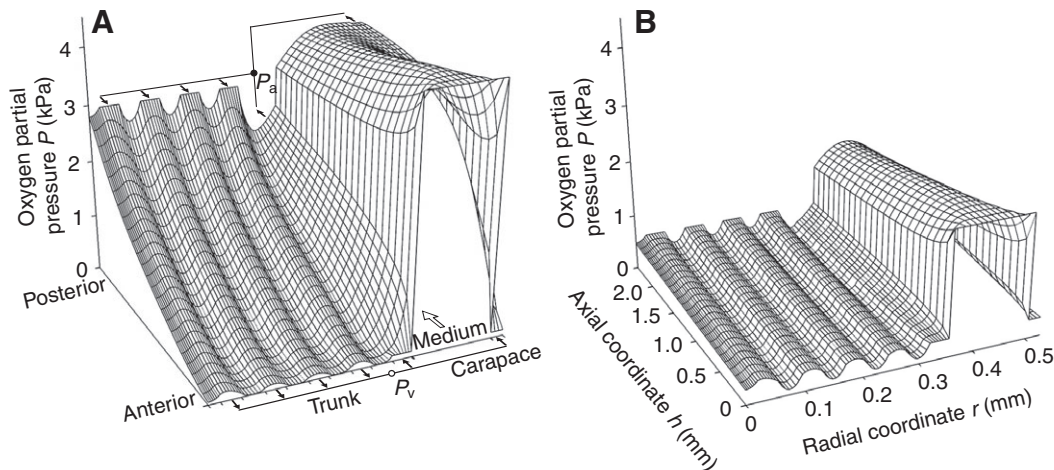 A
Oxygen partial
pressure P (kPa)
4
3
2
1
0
Posterior
Anterior
Trunk
Pa
Pv
Medium
Carapace
B
Oxygen partial
pressure P (kPa)
4
3
2
1
0
2.0
1.5
1.0
0.5
0
Axial coordinate h (mm)
0
0.1
0.2
0.3
0.4
0.5
Radial coordinate r (mm)